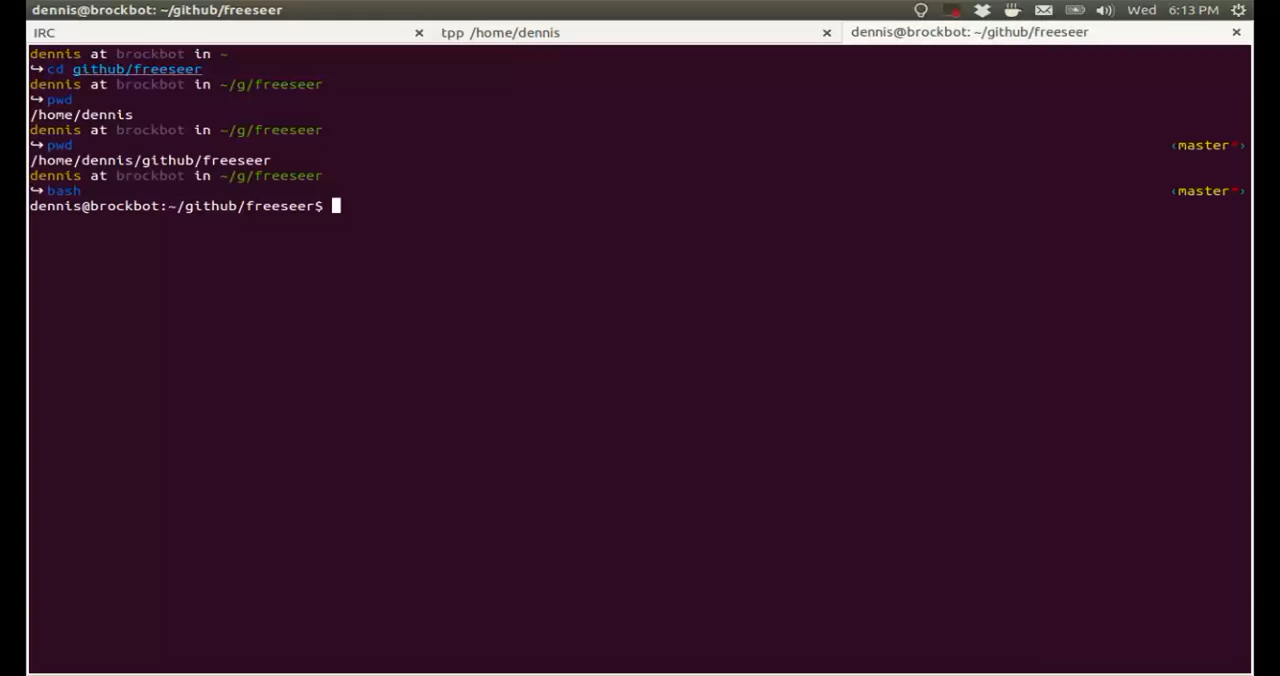 dennis@brockbot: ~/github/freeseer Wed 6:13 PM
IRC × tpp /home/dennis × dennis@brockbot: ~/github/freeseer ×
dennis at brockbot in ~
↪ cd github/freeseer
dennis at brockbot in ~/g/freeseer
↪ pwd
/home/dennis
dennis at brockbot in ~/g/freeseer
↪ pwd ‹master*›
/home/dennis/github/freeseer
dennis at brockbot in ~/g/freeseer
↪ bash ‹master*›
dennis@brockbot:~/github/freeseer$